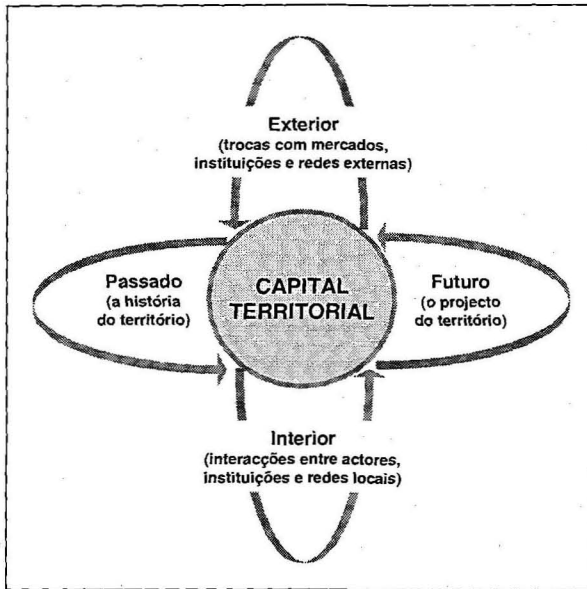 Exterior
(trocas com mercados,
instituições e redes externas)
Passado
(a história
do território)
CAPITAL
TERRITORIAL
Futuro
(o projecto
do território)
Interior
(interacções entre actores,
instituições e redes locais)